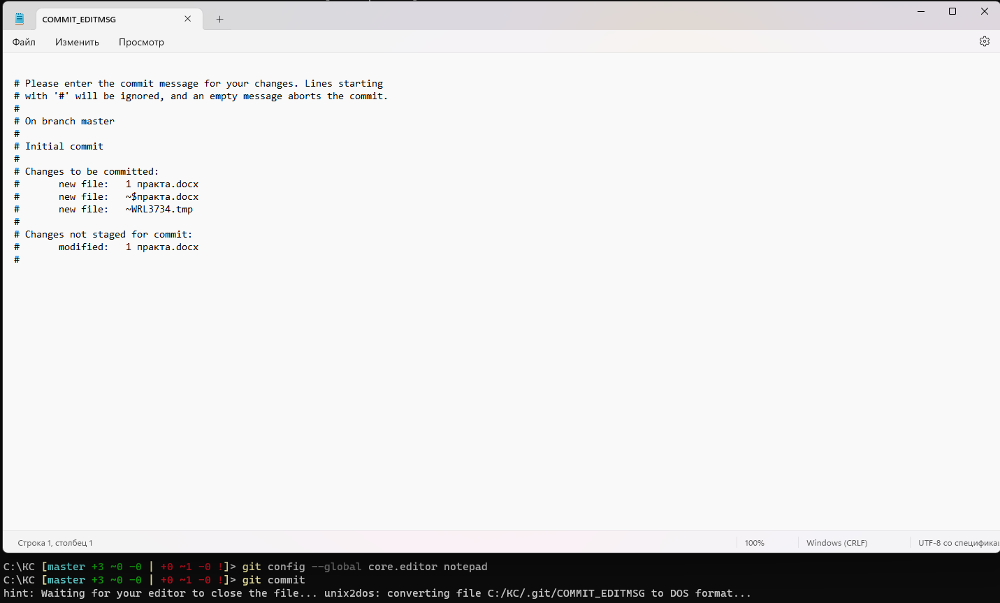 COMMIT_EDITMSG
Файл Изменить Просмотр
# Please enter the commit message for your changes. Lines starting
# with '#' will be ignored, and an empty message aborts the commit.
#
# On branch master
#
# Initial commit
#
# Changes to be committed:
#       new file:   1 практа.docx
#       new file:   ~$практа.docx
#       new file:   ~WRL3734.tmp
#
# Changes not staged for commit:
#       modified:   1 практа.docx
#
Строка 1, столбец 1 100% Windows (CRLF) UTF-8 со специфика
C:\KC [master +3 ~0 -0 | +0 ~1 -0 !]> git config --global core.editor notepad
C:\KC [master +3 ~0 -0 | +0 ~1 -0 !]> git commit
hint: Waiting for your editor to close the file... unix2dos: converting file C:/KC/.git/COMMIT_EDITMSG to DOS format...